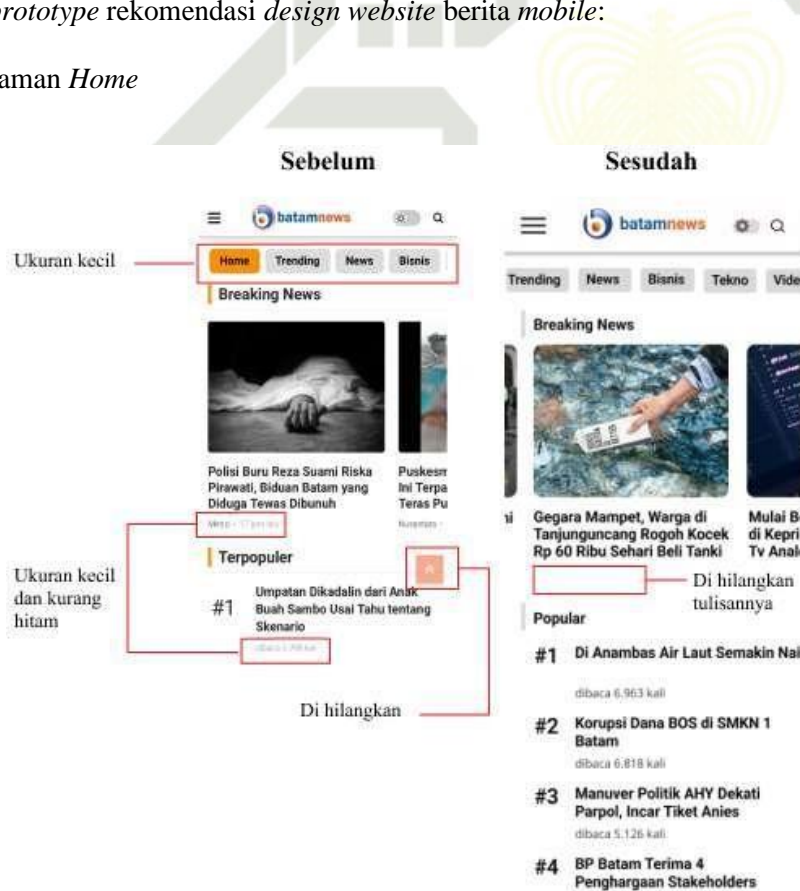 prototype rekomendasi design website berita mobile:
aman Home
Sebelum
Sesudah
batamnews
Ukuran kecil
Home Trending News Bisnis
Breaking News
Polisi Buru Reza Suami Riska
Pirawati, Biduan Batam yang
Diduga Tewas Dibunuh
Puskesm
Ini Terpa
Teras Pu
Nusantara -
Terpopuler
Ukuran kecil
dan kurang
hitam
#1
Umpatan Dikadalin dari Anak
Buah Sambo Usai Tahu tentang
Skenario
Di hilangkan
batamnews
Trending News Bisnis Tekno Vide
Breaking News
ni
Gegara Mampet, Warga di
Tanjunguncang Rogoh Kocek
Rp 60 Ribu Sehari Beli Tanki
Mulai B
di Kepri
Tv Anal
Di hilangkan
tulisannya
Popular
#1 Di Anambas Air Laut Semakin Nai
dibaca 6.963 kali
#2 Korupsi Dana BOS di SMKN 1
Batam
dibaca 6.818 kali
#3 Manuver Politik AHY Dekati
Parpol, Incar Tiket Anies
dibaca 5.126 kali
#4 BP Batam Terima 4
Penghargaan Stakeholders